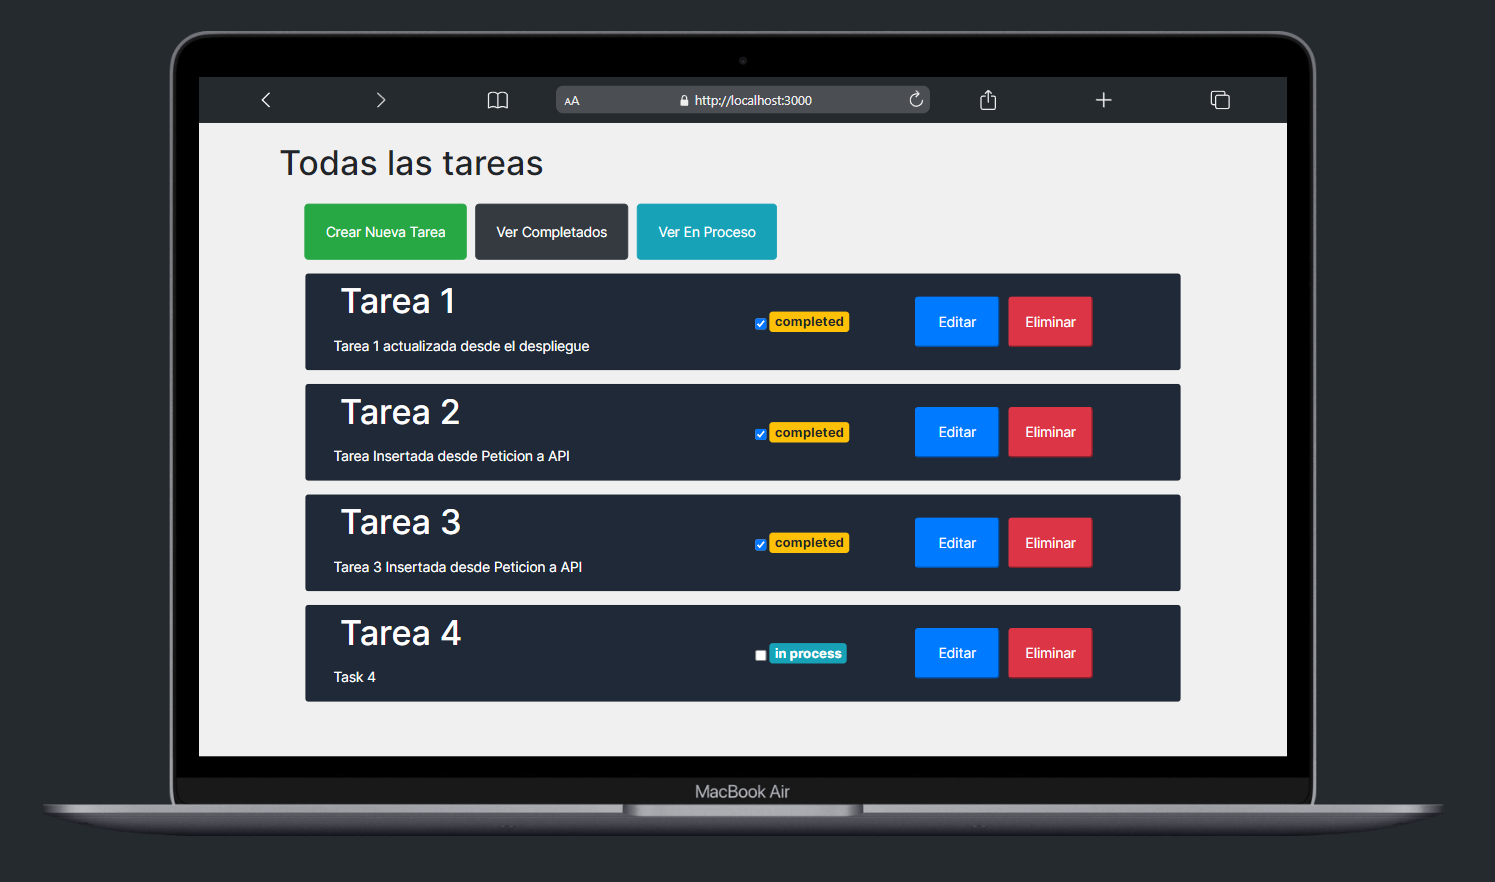 AA http://localhost:3000
Todas las tareas
Crear Nueva Tarea Ver Completados Ver En Proceso
Tarea 1
completed Editar Eliminar
Tarea 1 actualizada desde el despliegue
Tarea 2
completed Editar Eliminar
Tarea Insertada desde Peticion a API
Tarea 3
completed Editar Eliminar
Tarea 3 Insertada desde Peticion a API
Tarea 4
in process Editar Eliminar
Task 4
MacBook Air